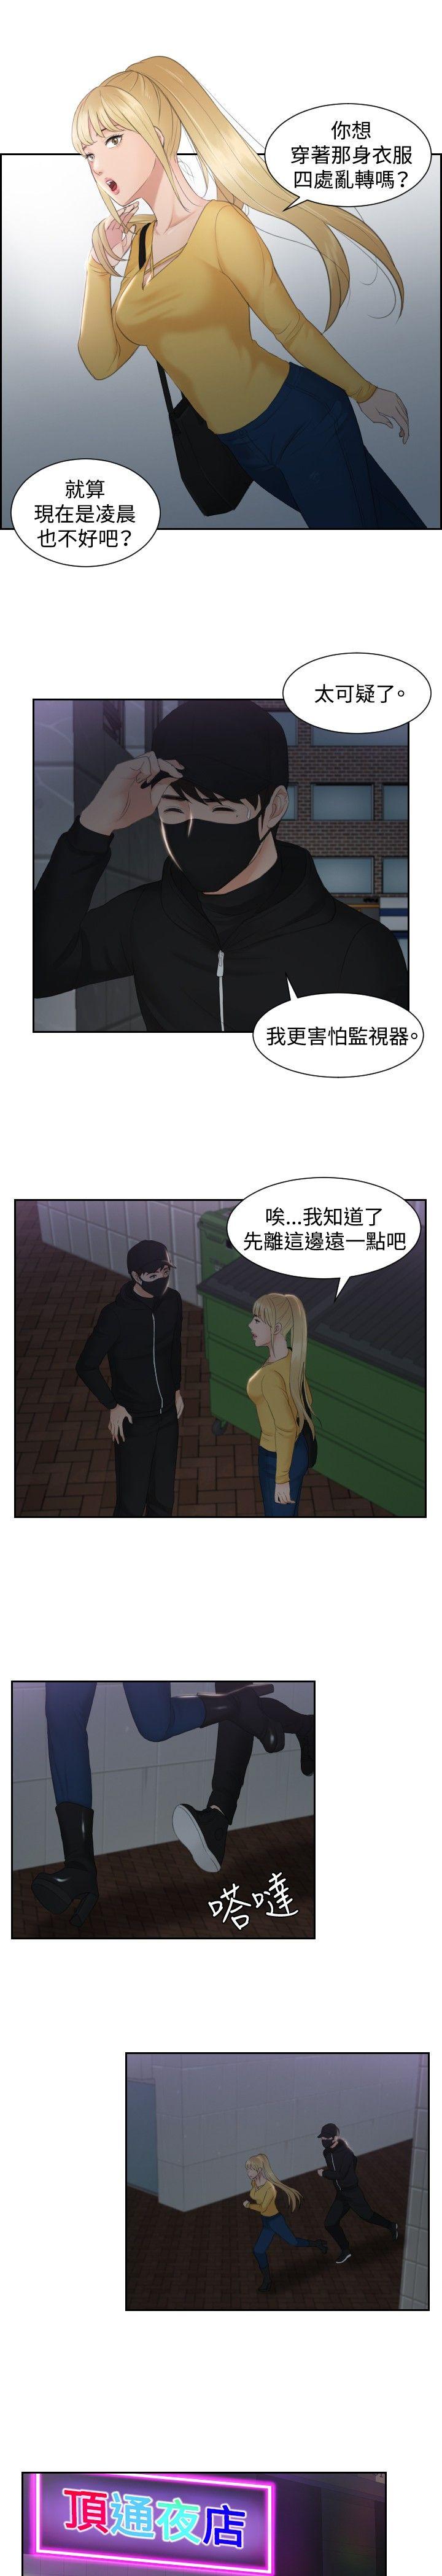 你想
穿著那身衣服
四處亂轉嗎？
就算
現在是凌晨
也不好吧？
太可疑了。
我更害怕監視器。
唉...我知道了
先離這邊遠一點吧
嗒噠
頂通夜店